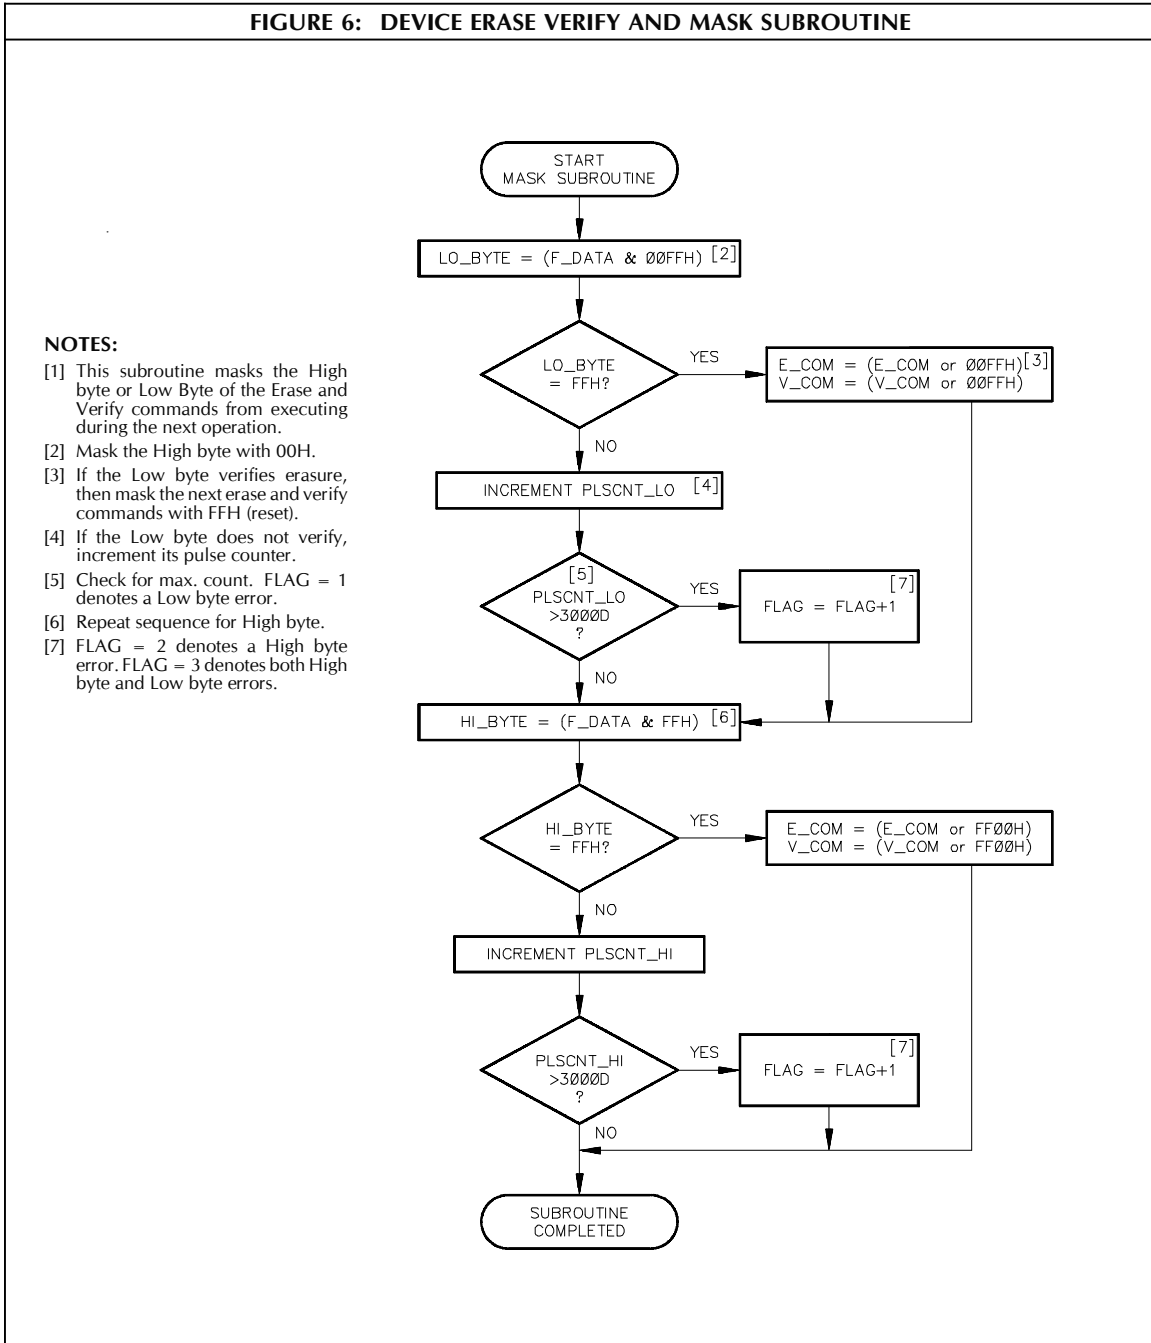 FIGURE 6: DEVICE ERASE VERIFY AND MASK SUBROUTINE
START
MASK SUBROUTINE
LO_BYTE = (F_DATA & ØØFFH) [2]
LO_BYTE
= FFH?
YES
E_COM = (E_COM or ØØFFH)[3]
V_COM = (V_COM or ØØFFH)
NO
INCREMENT PLSCNT_LO [4]
[5]
PLSCNT_LO
>3ØØØD
?
YES
[7]
FLAG = FLAG+1
NO
HI_BYTE = (F_DATA & FFH) [6]
HI_BYTE
= FFH?
YES
E_COM = (E_COM or FFØØH)
V_COM = (V_COM or FFØØH)
NO
INCREMENT PLSCNT_HI
PLSCNT_HI
>3ØØØD
?
YES
[7]
FLAG = FLAG+1
NO
SUBROUTINE
COMPLETED
NOTES:
[1] This subroutine masks the High
byte or Low Byte of the Erase and
Verify commands from executing
during the next operation.
[2] Mask the High byte with 00H.
[3] If the Low byte verifies erasure,
then mask the next erase and verify
commands with FFH (reset).
[4] If the Low byte does not verify,
increment its pulse counter.
[5] Check for max. count. FLAG = 1
denotes a Low byte error.
[6] Repeat sequence for High byte.
[7] FLAG = 2 denotes a High byte
error. FLAG = 3 denotes both High
byte and Low byte errors.